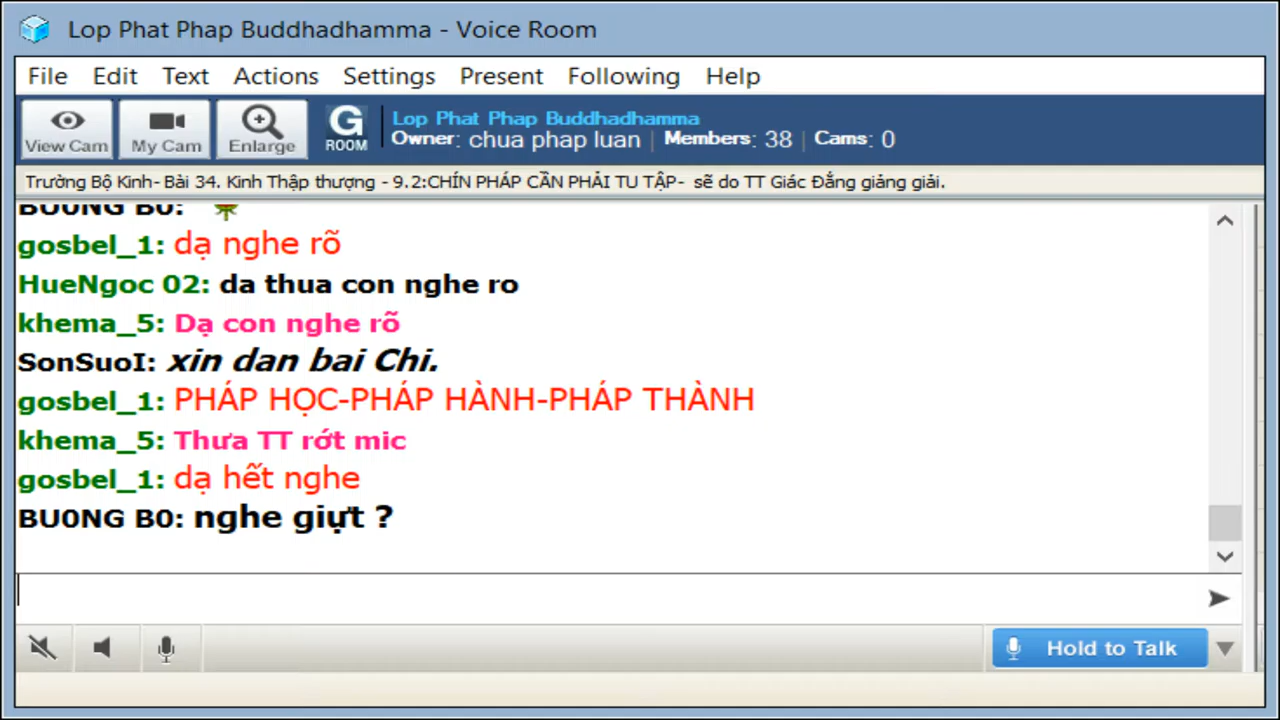 Lop Phat Phap Buddhadhamma - Voice Room
File Edit Text Actions Settings Present Following Help
View Cam My Cam Enlarge G ROOM
Lop Phat Phap Buddhadhamma
Owner: chua phap luan | Members: 38 | Cams: 0
Trường Bộ Kinh- Bài 34. Kinh Thập thượng - 9.2:CHÍN PHÁP CẦN PHẢI TU TẬP- sẽ do TT Giác Đẳng giảng giải.
BU0NG B0:
gosbel_1: dạ nghe rõ
HueNgoc 02: da thua con nghe ro
khema_5: Dạ con nghe rõ
SonSuoI: xin dan bai Chi.
gosbel_1: PHÁP HỌC-PHÁP HÀNH-PHÁP THÀNH
khema_5: Thưa TT rớt mic
gosbel_1: dạ hết nghe
BU0NG B0: nghe giựt ?
Hold to Talk